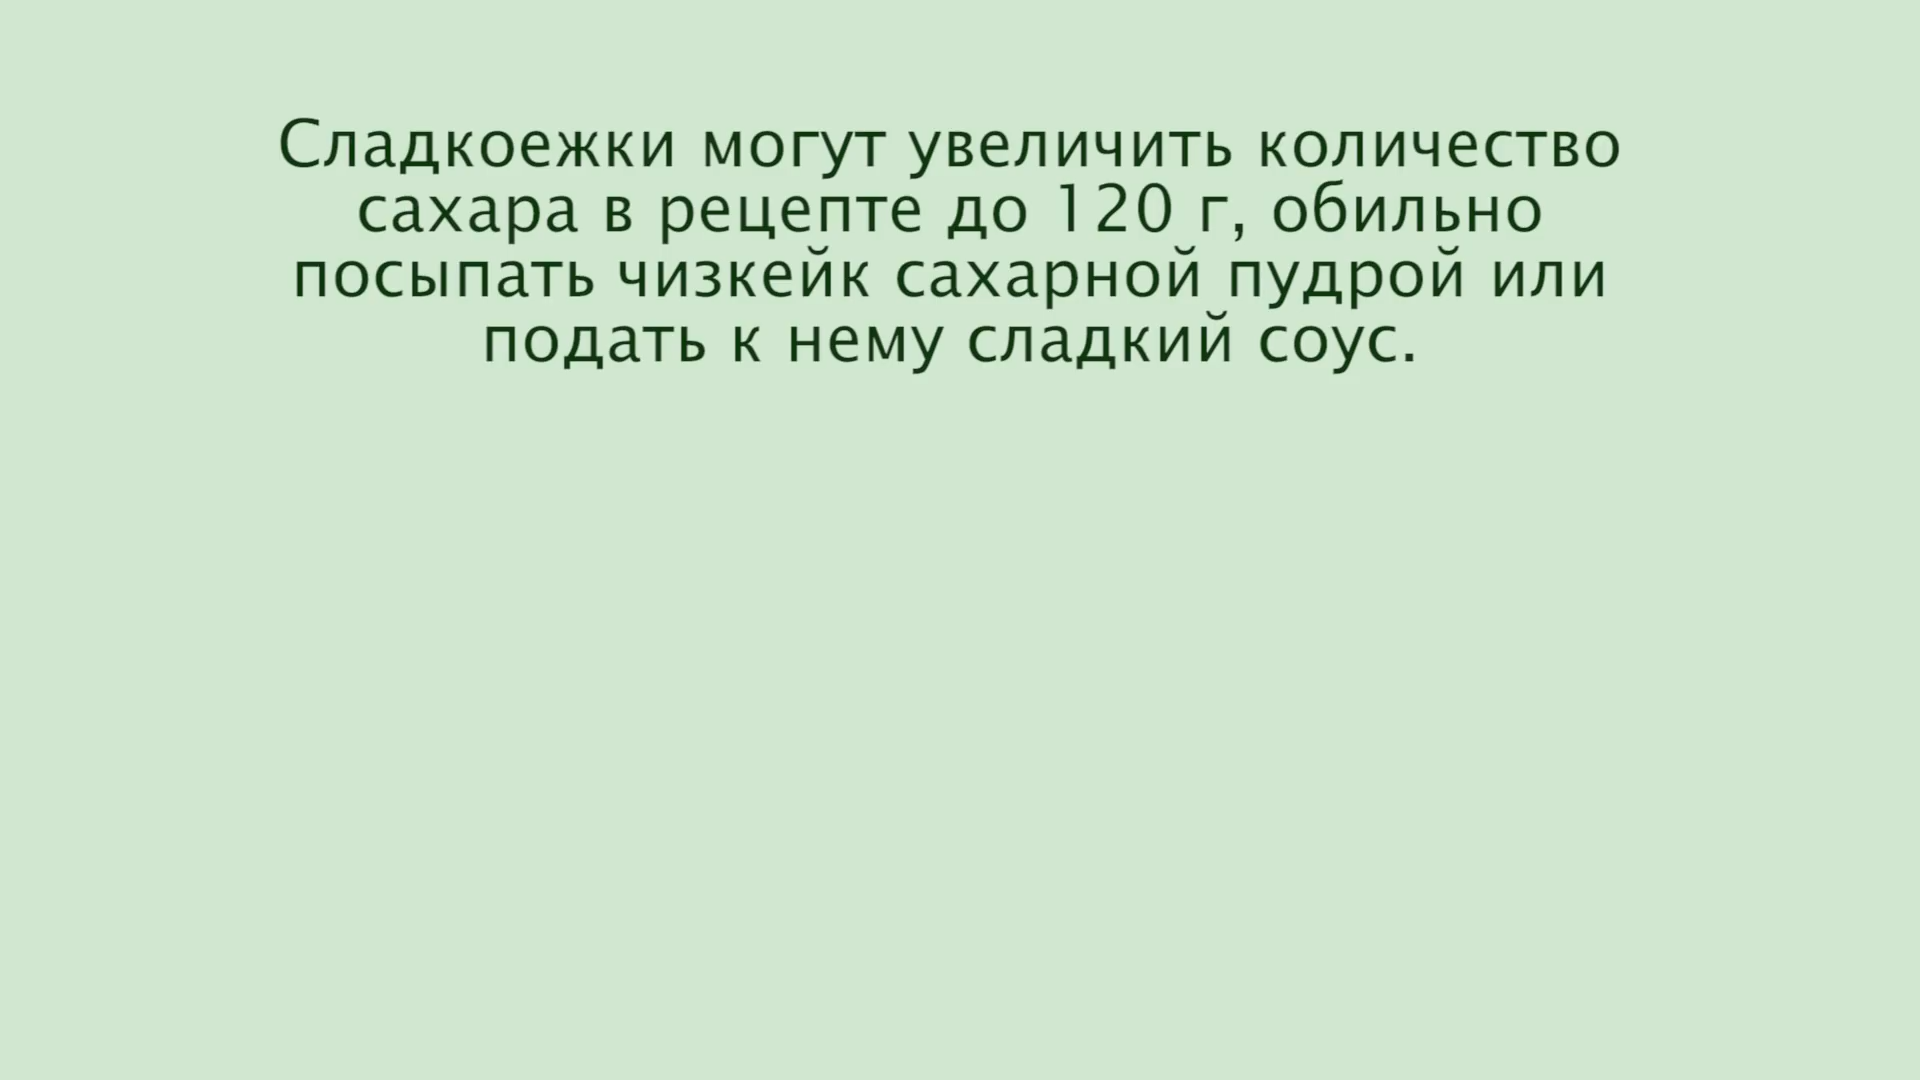 Сладкоежки могут увеличить количество
сахара в рецепте до 120 г, обильно
посыпать чизкейк сахарной пудрой или
подать к нему сладкий соус.